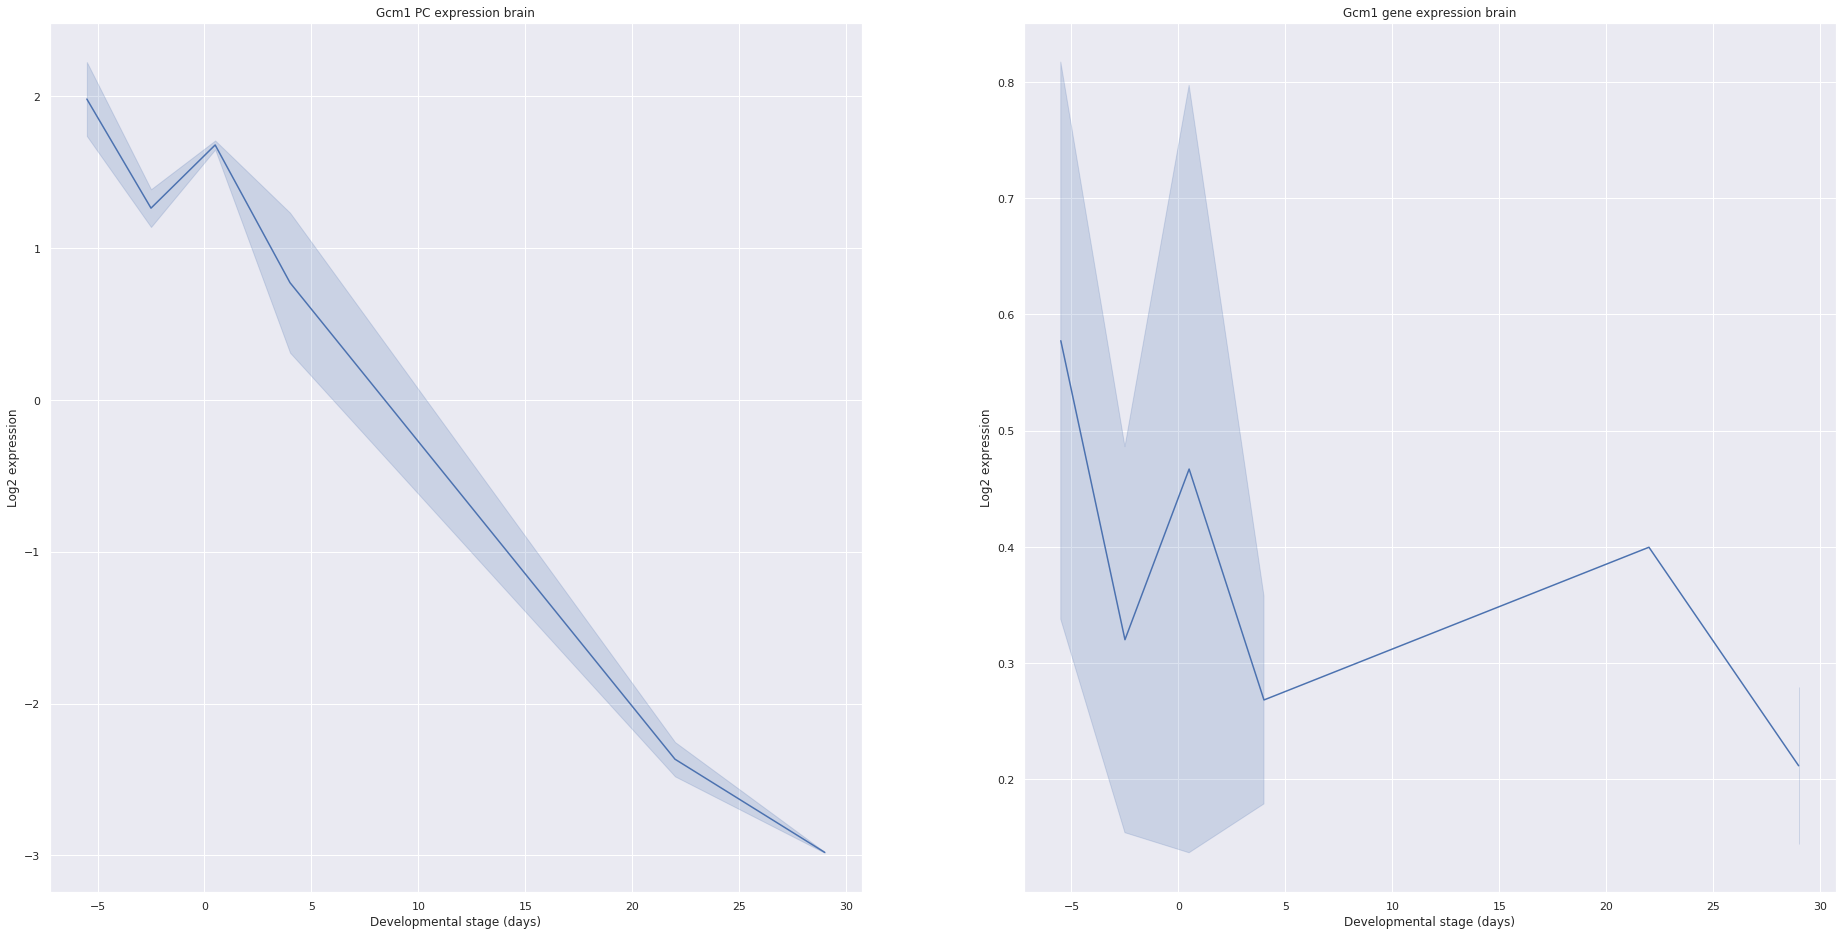 Gcm1 PC expression brain
Log2 expression
2
1
0
−1
−2
−3
−5 0 5 10 15 20 25 30
Developmental stage (days)
Gcm1 gene expression brain
Log2 expression
0.8
0.7
0.6
0.5
0.4
0.3
0.2
−5 0 5 10 15 20 25 30
Developmental stage (days)